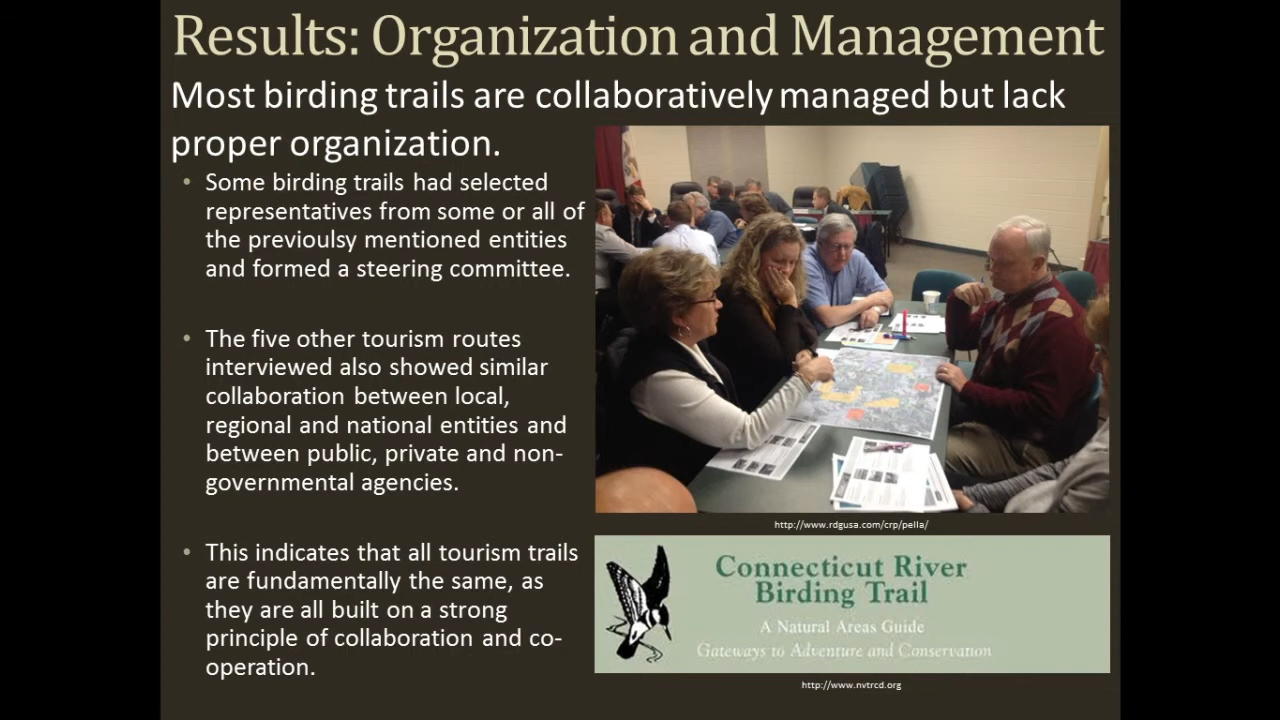 Results: Organization and Management
Most birding trails are collaboratively managed but lack
proper organization.
• Some birding trails had selected
representatives from some or all of
the previoulsy mentioned entities
and formed a steering committee.
• The five other tourism routes
interviewed also showed similar
collaboration between local,
regional and national entities and
between public, private and non-
governmental agencies.
• This indicates that all tourism trails
are fundamentally the same, as
they are all built on a strong
principle of collaboration and co-
operation.
http://www.rdgusa.com/crp/pella/
Connecticut River
Birding Trail
A Natural Areas Guide
Gateways to Adventure and Conservation
http://www.nvtrcd.org